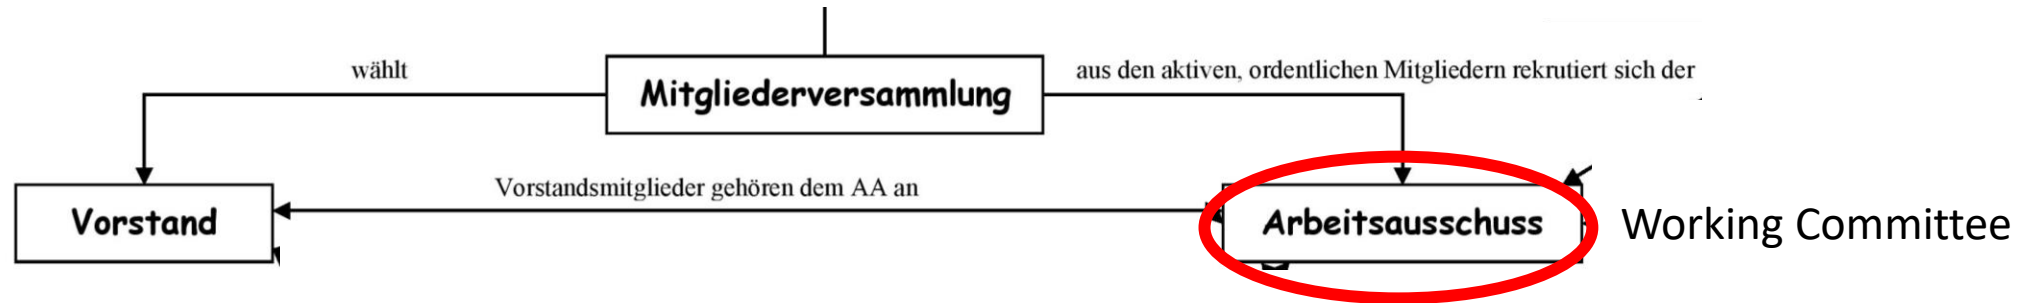 wählt
aus den aktiven, ordentlichen Mitgliedern rekrutiert sich der
Mitgliederversammlung
Vorstandsmitglieder gehören dem AA an
Vorstand
Arbeitsausschuss
Working Committee